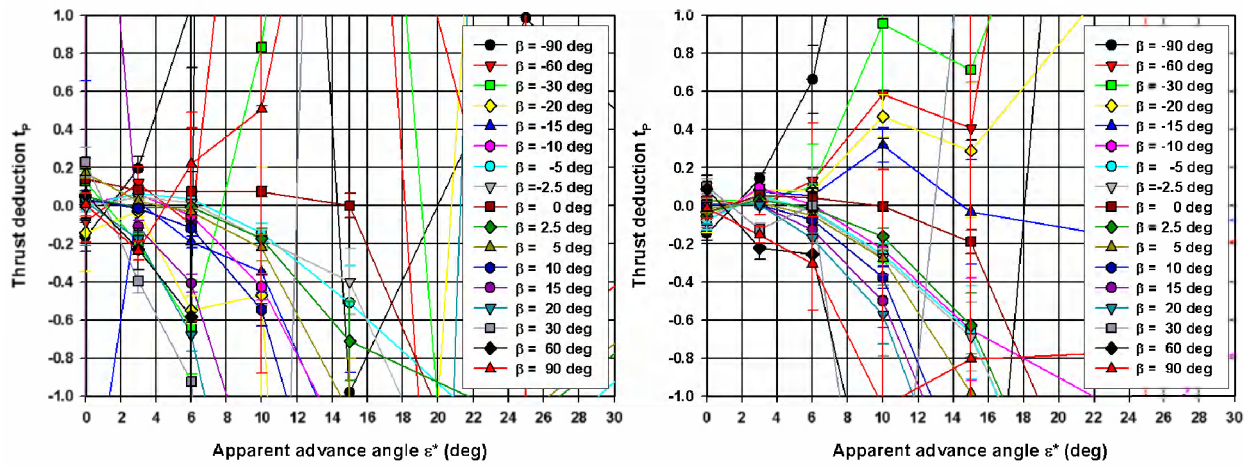 Thrust deduction tP
1.0
0.8
0.6
0.4
0.2
0.0
-0.2
-0.4
-0.6
-0.8
-1.0
0 2 4 6 8 10 12 14 16 18 20 22 24 26 28 30
Apparent advance angle ε* (deg)
β = -90 deg
β = -60 deg
β = -30 deg
β = -20 deg
β = -15 deg
β = -10 deg
β = -5 deg
β = -2.5 deg
β = 0 deg
β = 2.5 deg
β = 5 deg
β = 10 deg
β = 15 deg
β = 20 deg
β = 30 deg
β = 60 deg
β = 90 deg
Thrust deduction tP
1.0
0.8
0.6
0.4
0.2
0.0
-0.2
-0.4
-0.6
-0.8
-1.0
0 2 4 6 8 10 12 14 16 18 20 22 24 26 28 30
Apparent advance angle ε* (deg)
β = -90 deg
β = -60 deg
β = -30 deg
β = -20 deg
β = -15 deg
β = -10 deg
β = -5 deg
β = -2.5 deg
β = 0 deg
β = 2.5 deg
β = 5 deg
β = 10 deg
β = 15 deg
β = 20 deg
β = 30 deg
β = 60 deg
β = 90 deg